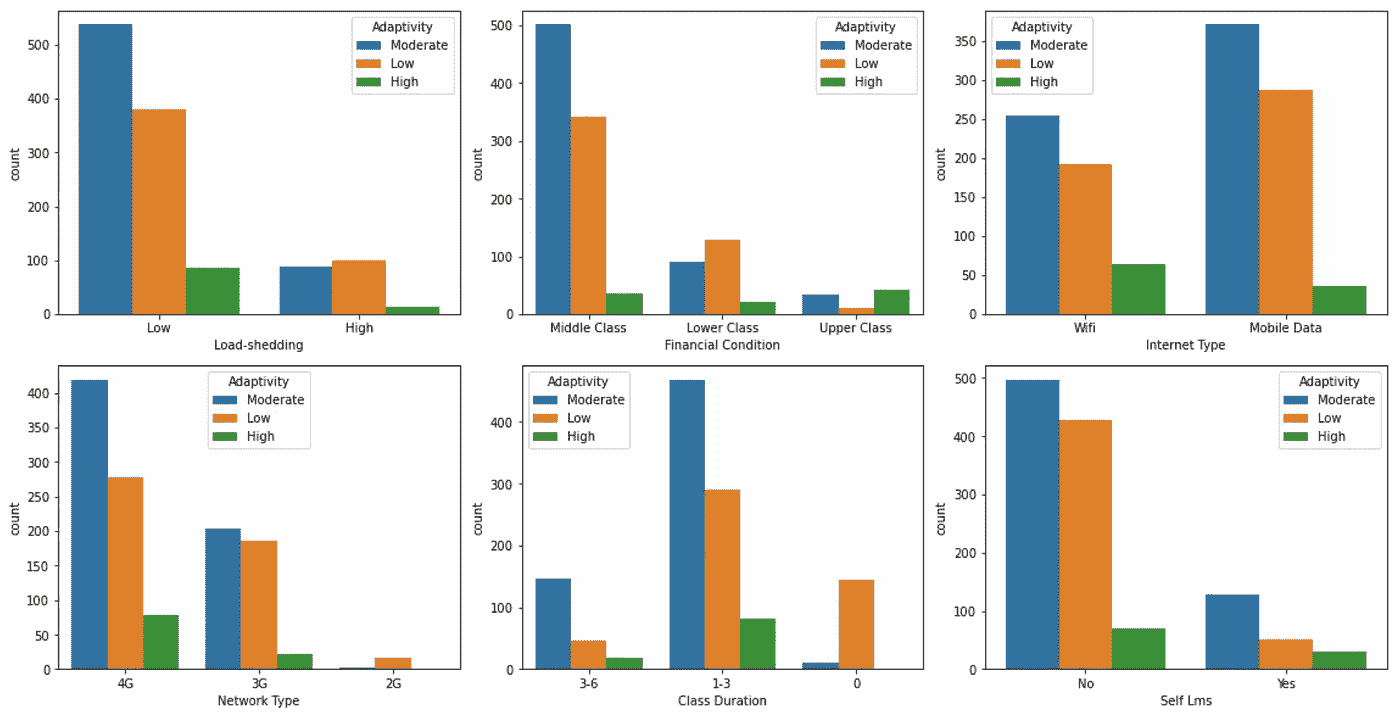 Adaptivity
Moderate
Low
High
500
400
300
200
100
0
count
Low High
Load-shedding
Adaptivity
Moderate
Low
High
500
400
300
200
100
0
count
Middle Class Lower Class Upper Class
Financial Condition
Adaptivity
Moderate
Low
High
350
300
250
200
150
100
50
0
count
Wifi Mobile Data
Internet Type
Adaptivity
Moderate
Low
High
400
350
300
250
200
150
100
50
0
count
4G 3G 2G
Network Type
Adaptivity
Moderate
Low
High
400
300
200
100
0
count
3-6 1-3 0
Class Duration
Adaptivity
Moderate
Low
High
500
400
300
200
100
0
count
No Yes
Self Lms